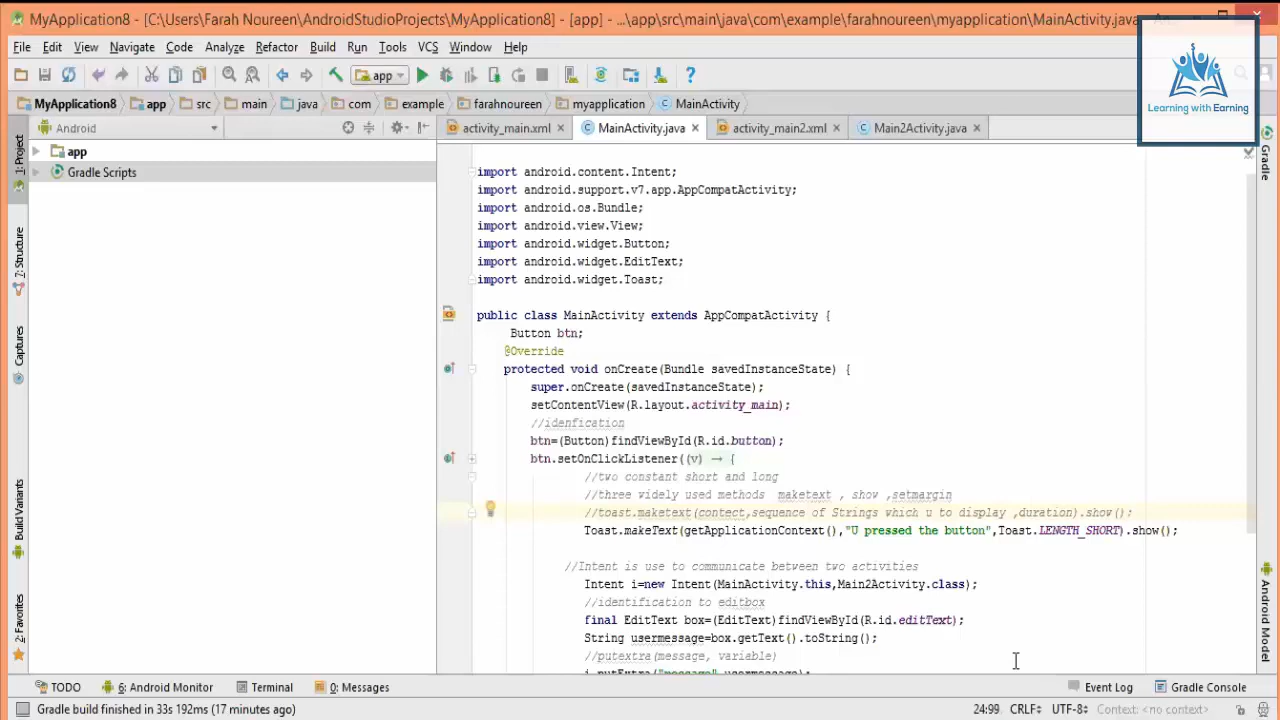 MyApplication8 - [C:\Users\Farah Noureen\AndroidStudioProjects\MyApplication8] - [app] - ...\app\src\main\java\com\example\farahnoureen\myapplication\MainActivity.java
File Edit View Navigate Code Analyze Refactor Build Run Tools VCS Window Help
app
Learning with Earning
MyApplication8 app src main java com example farahnoureen myapplication MainActivity
Android
activity_main.xml MainActivity.java activity_main2.xml Main2Activity.java
1: Project
7: Structure
Captures
Build Variants
2: Favorites
app
Gradle Scripts
import android.content.Intent;
import android.support.v7.app.AppCompatActivity;
import android.os.Bundle;
import android.view.View;
import android.widget.Button;
import android.widget.EditText;
import android.widget.Toast;
public class MainActivity extends AppCompatActivity {
Button btn;
@Override
protected void onCreate(Bundle savedInstanceState) {
super.onCreate(savedInstanceState);
setContentView(R.layout.activity_main);
//idenfication
btn=(Button)findViewById(R.id.button);
btn.setOnClickListener((v) → {
//two constant short and long
//three widely used methods maketext , show ,setmargin
//toast.maketext(contect,sequence of Strings which u to display ,duration).show();
Toast.makeText(getApplicationContext(),"U pressed the button",Toast.LENGTH_SHORT).show();
//Intent is use to communicate between two activities
Intent i=new Intent(MainActivity.this,Main2Activity.class);
//identification to editbox
final EditText box=(EditText)findViewById(R.id.editText);
String usermessage=box.getText().toString();
//putextra(message, variable)
i.putExtra("message",usermessage);
Gradle
Android Model
TODO 6: Android Monitor Terminal 0: Messages Event Log Gradle Console
Gradle build finished in 33s 192ms (17 minutes ago) 24:99 CRLF UTF-8 Context: <no context>